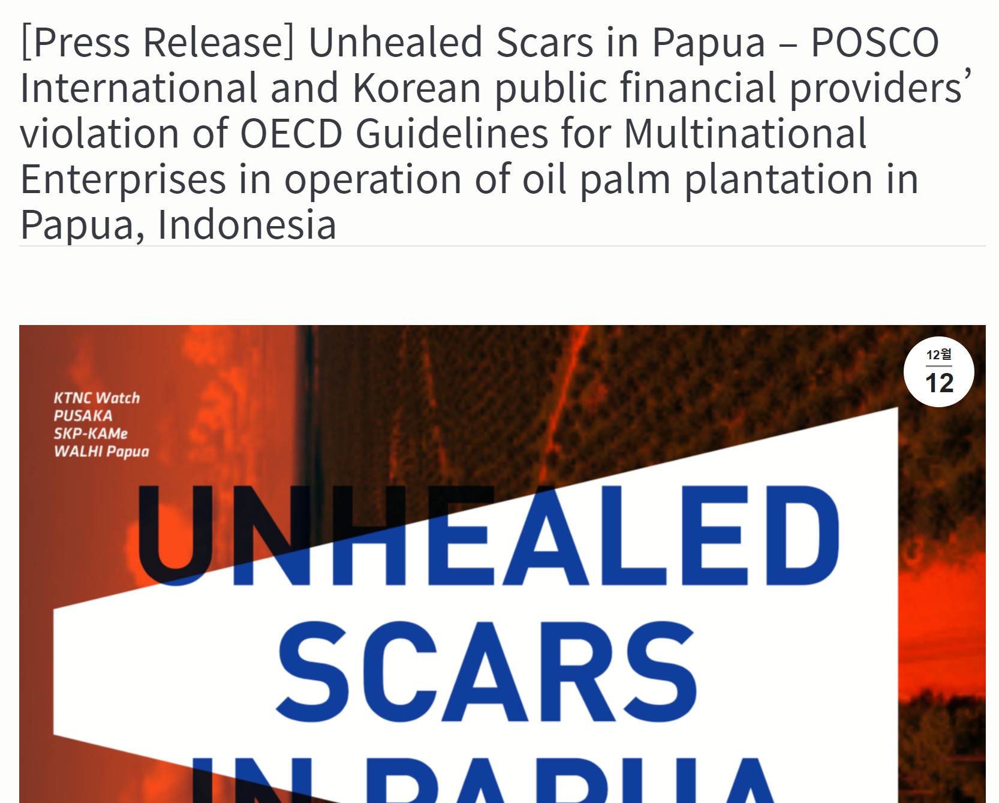 [Press Release] Unhealed Scars in Papua – POSCO
International and Korean public financial providers’
violation of OECD Guidelines for Multinational
Enterprises in operation of oil palm plantation in
Papua, Indonesia
12월
12
KTNC Watch
PUSAKA
SKP-KAMe
WALHI Papua
UNHEALED
SCARS
IN PAPUA